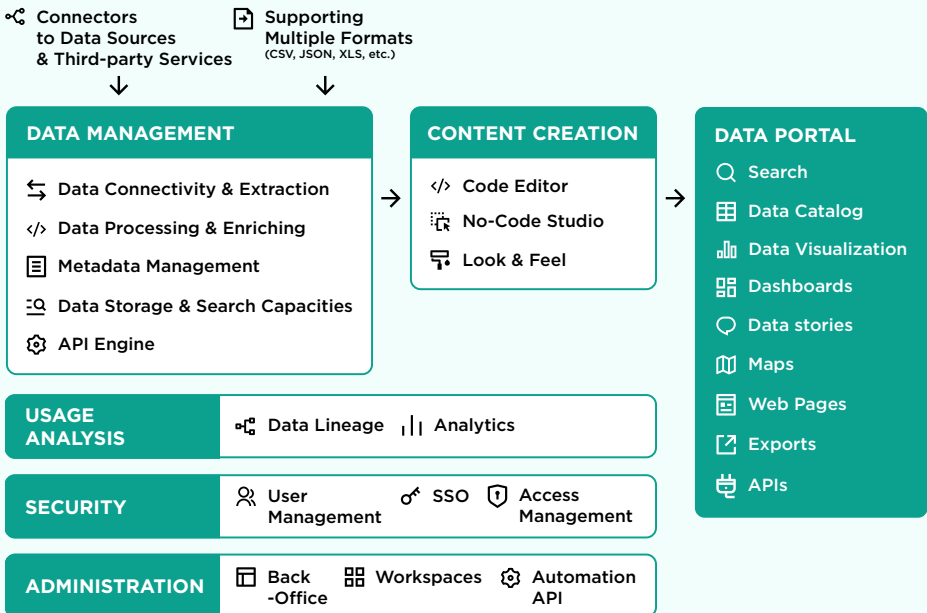 Connectors
to Data Sources
& Third-party Services
Supporting
Multiple Formats
(CSV, JSON, XLS, etc.)
DATA MANAGEMENT
Data Connectivity & Extraction
Data Processing & Enriching
Metadata Management
Data Storage & Search Capacities
API Engine
CONTENT CREATION
Code Editor
No-Code Studio
Look & Feel
DATA PORTAL
Search
Data Catalog
Data Visualization
Dashboards
Data stories
Maps
Web Pages
Exports
APIs
USAGE
ANALYSIS
Data Lineage
Analytics
SECURITY
User
Management
SSO
Access
Management
ADMINISTRATION
Back
-Office
Workspaces
Automation
API